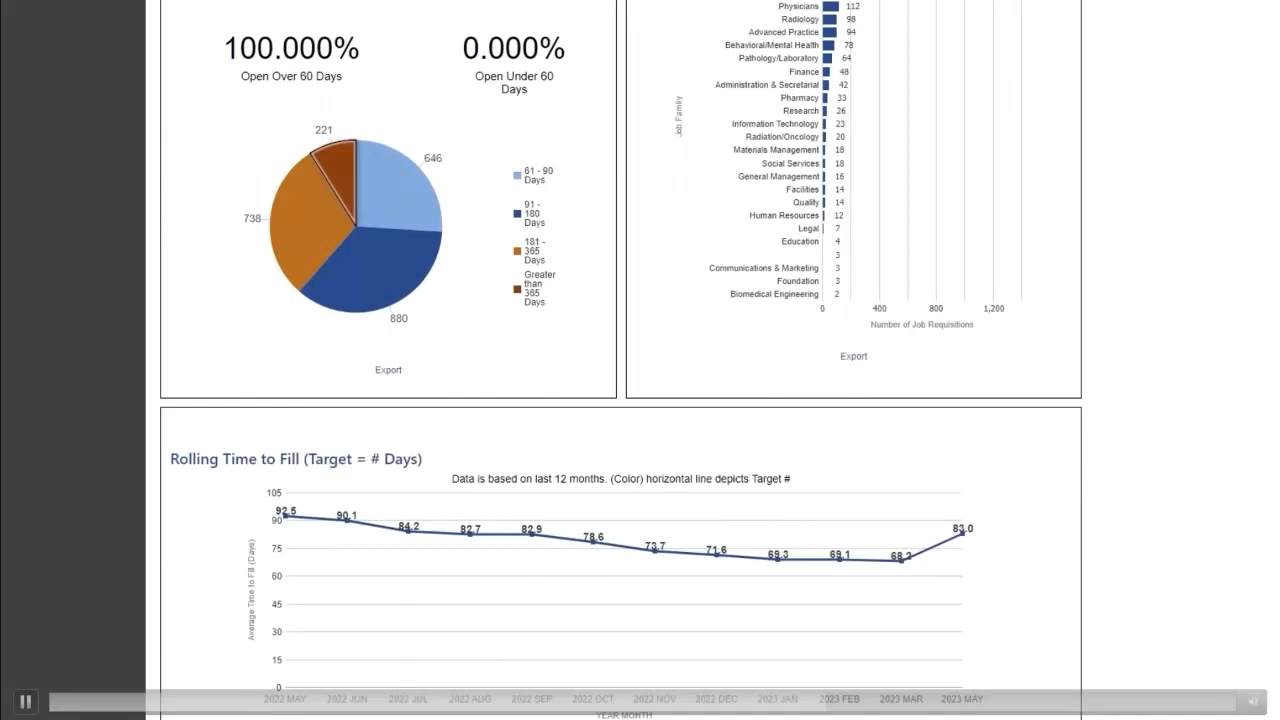 100.000%
Open Over 60 Days
0.000%
Open Under 60
Days
221
646
738
880
61 - 90
Days
91 -
180
Days
181 -
365
Days
Greater
than
365
Days
Export
Job Family
Physicians 112
Radiology 98
Advanced Practice 94
Behavioral/Mental Health 78
Pathology/Laboratory 64
Finance 48
Administration & Secretarial 42
Pharmacy 33
Research 26
Information Technology 23
Radiation/Oncology 20
Materials Management 18
Social Services 18
General Management 16
Facilities 14
Quality 14
Human Resources 12
Legal 7
Education 4
3
Communications & Marketing 3
Foundation 3
Biomedical Engineering 2
0 400 800 1,200
Number of Job Requisitions
Export
Rolling Time to Fill (Target = # Days)
Data is based on last 12 months. (Color) horizontal line depicts Target #
Average Time to Fill (Days)
105
90
75
60
45
30
15
0
92.5 90.1 84.2 82.7 82.9 78.6 73.7 71.6 69.3 69.1 68.2 83.0
2022 MAY 2022 JUN 2022 JUL 2022 AUG 2022 SEP 2022 OCT 2022 NOV 2022 DEC 2023 JAN 2023 FEB 2023 MAR 2023 MAY
YEAR MONTH